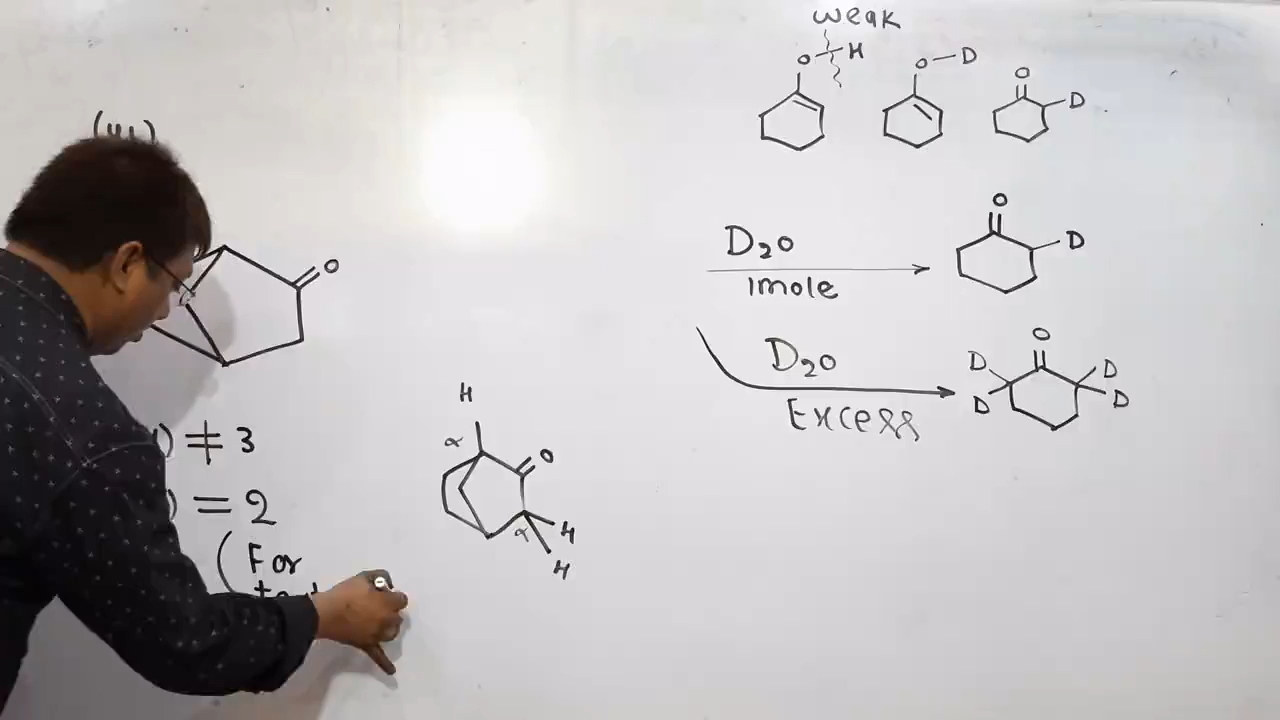 weak
O H
O — D
O
D
(vi)
D₂O
1mole
O
D
O
D₂O
Excess
O
D D
D D
) ≠ 3
) = 2
(For
H
α
O
α H
H